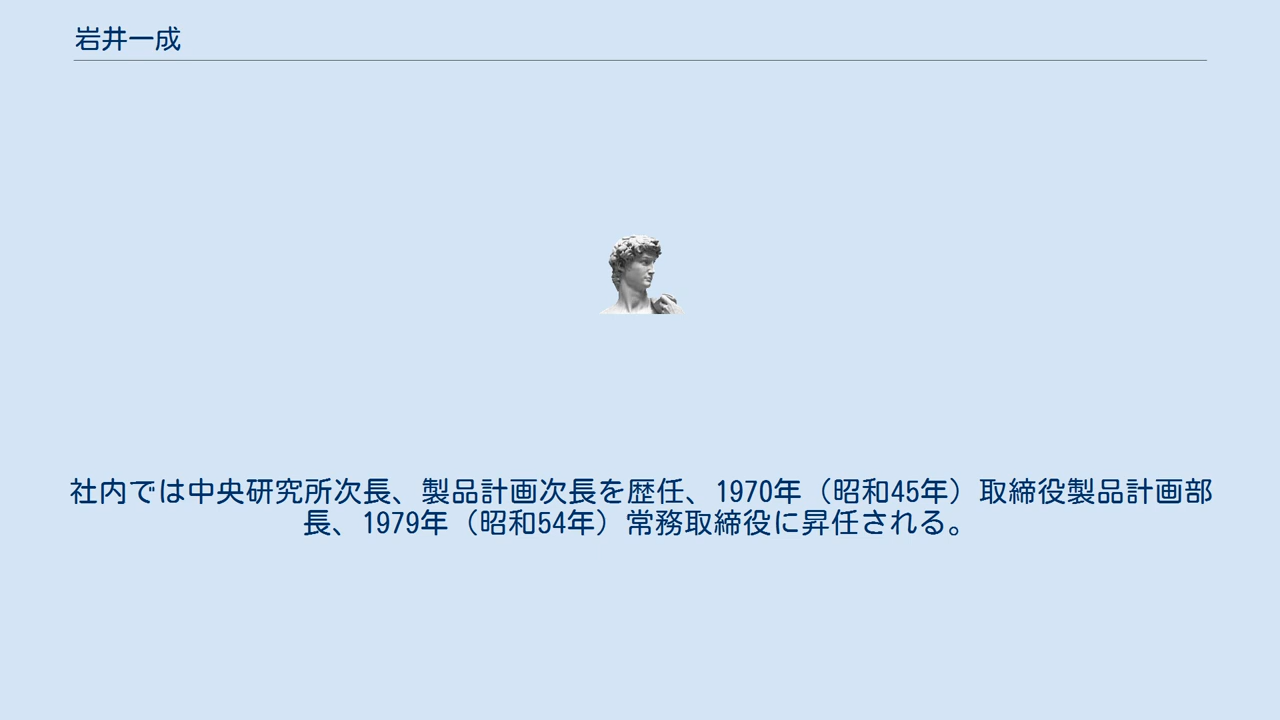 岩井一成
社内では中央研究所次長、製品計画次長を歴任、1970年（昭和45年）取締役製品計画部
長、1979年（昭和54年）常務取締役に昇任される。